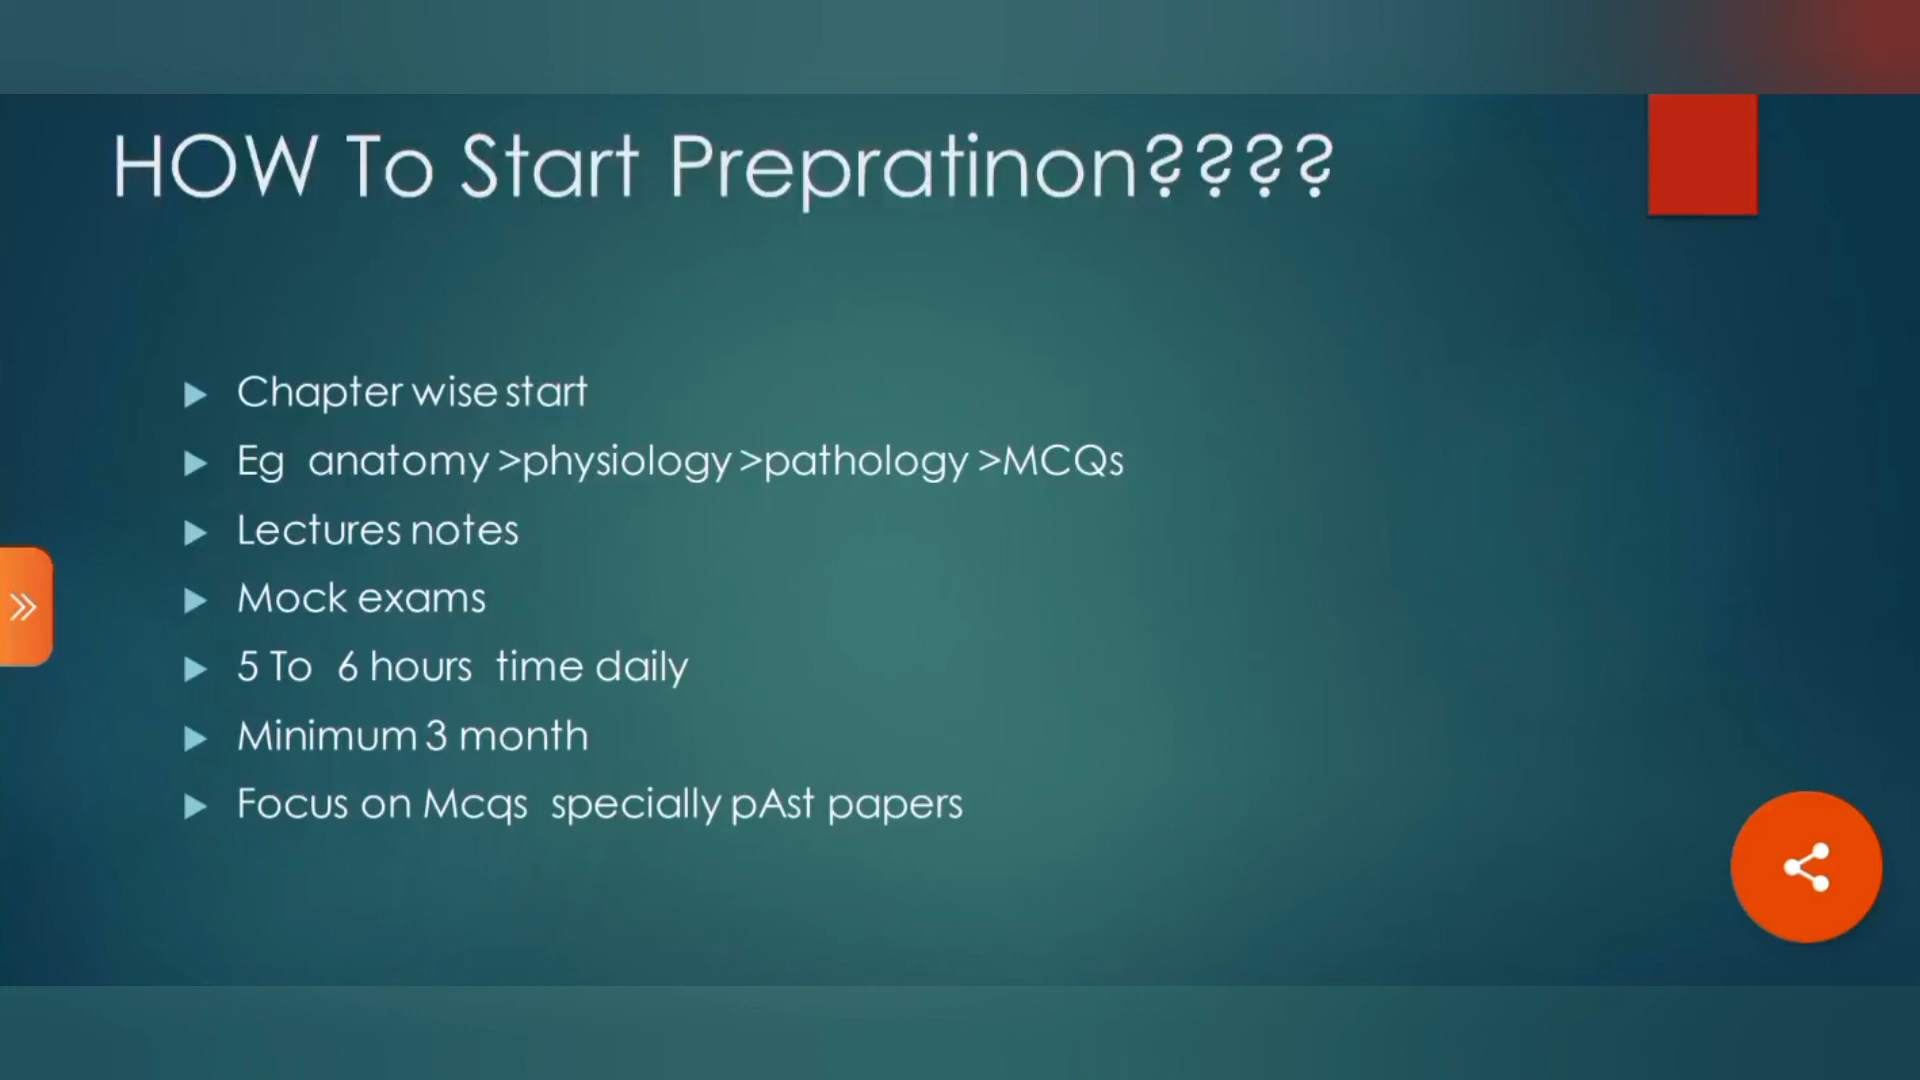 HOW To Start Prepratinon????
Chapter wise start
Eg anatomy >physiology >pathology >MCQs
Lectures notes
Mock exams
5 To 6 hours time daily
Minimum 3 month
Focus on Mcqs specially pAst papers